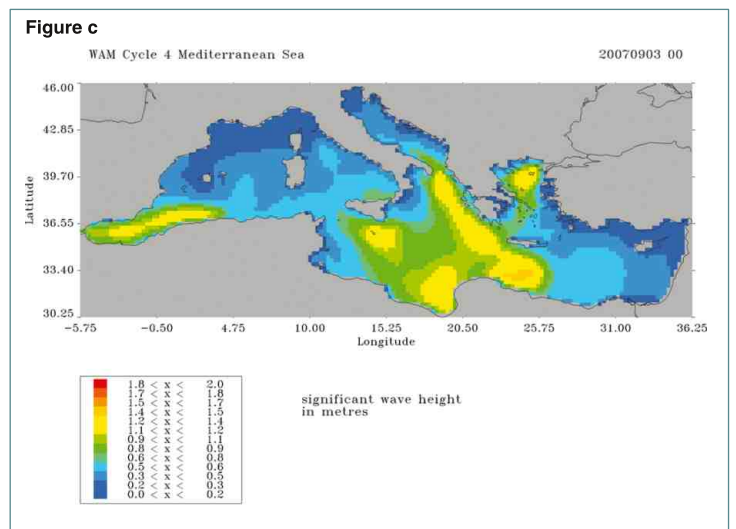 Figure c
WAM Cycle 4 Mediterranean Sea 20070903 00
46.00
42.85
39.70
36.55
33.40
30.25
Latitude
-5.75 -0.50 4.75 10.00 15.25 20.50 25.75 31.00 36.25
Longitude
1.8 < x < 2.0
1.7 < x < 1.8
1.5 < x < 1.7
1.4 < x < 1.5
1.2 < x < 1.4
1.1 < x < 1.2
0.9 < x < 1.1
0.8 < x < 0.9
0.6 < x < 0.8
0.5 < x < 0.6
0.3 < x < 0.5
0.2 < x < 0.3
0.0 < x < 0.2
significant wave height
in metres